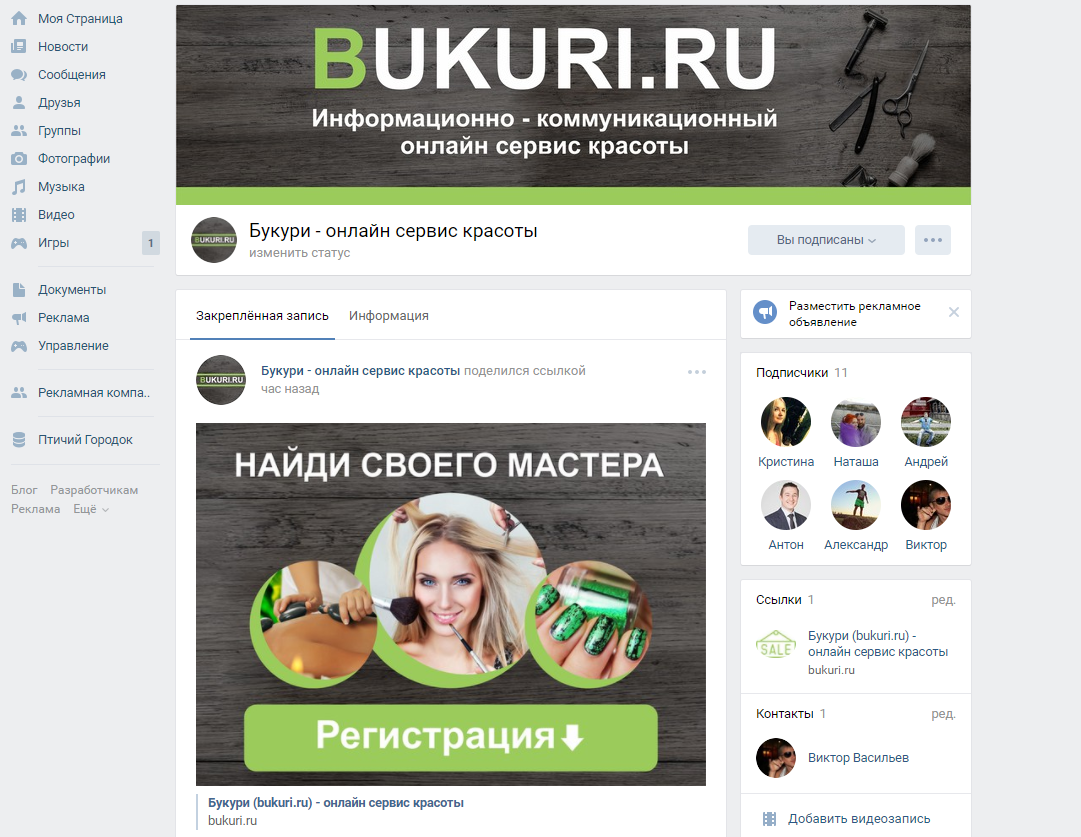 Моя Страница
Новости
Сообщения
Друзья
Группы
Фотографии
Музыка
Видео
Игры 1
Документы
Реклама
Управление
Рекламная компа..
Птичий Городок
Блог Разработчикам
Реклама Ещё
BUKURI.RU
Информационно - коммуникационный
онлайн сервис красоты
BUKURI.RU
Букури - онлайн сервис красоты
изменить статус
Вы подписаны
Закреплённая запись Информация
BUKURI.RU
Букури - онлайн сервис красоты поделился ссылкой
час назад
НАЙДИ СВОЕГО МАСТЕРА
Регистрация
Букури (bukuri.ru) - онлайн сервис красоты
bukuri.ru
Разместить рекламное
объявление
Подписчики 11
Кристина Наташа Андрей
Антон Александр Виктор
Ссылки 1 ред.
SALE
Букури (bukuri.ru) -
онлайн сервис красоты
bukuri.ru
Контакты 1 ред.
Виктор Васильев
Добавить видеозапись